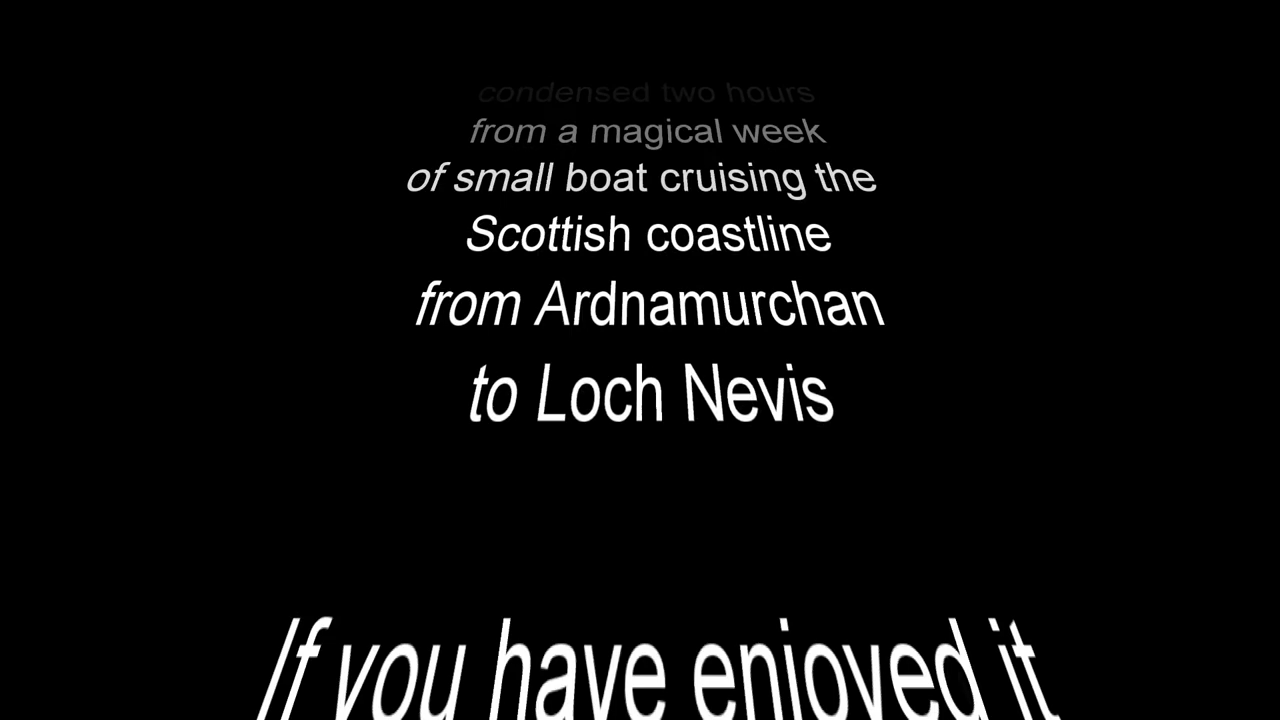 condensed two hours
from a magical week
of small boat cruising the
Scottish coastline
from Ardnamurchan
to Loch Nevis
If you have enjoyed it